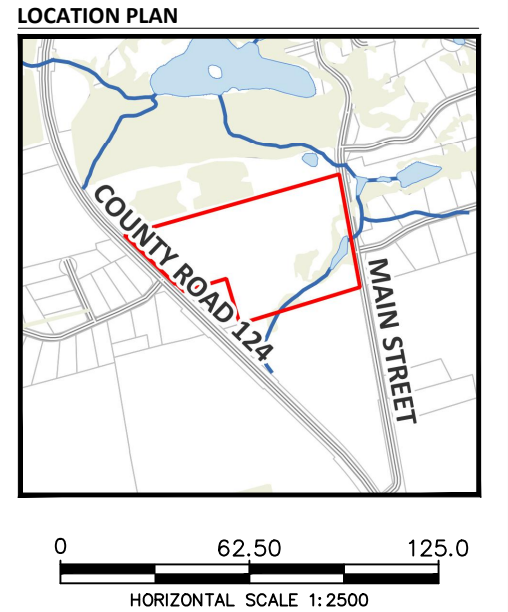 LOCATION PLAN
COUNTY ROAD 124
MAIN STREET
0 62.50 125.0
HORIZONTAL SCALE 1:2500